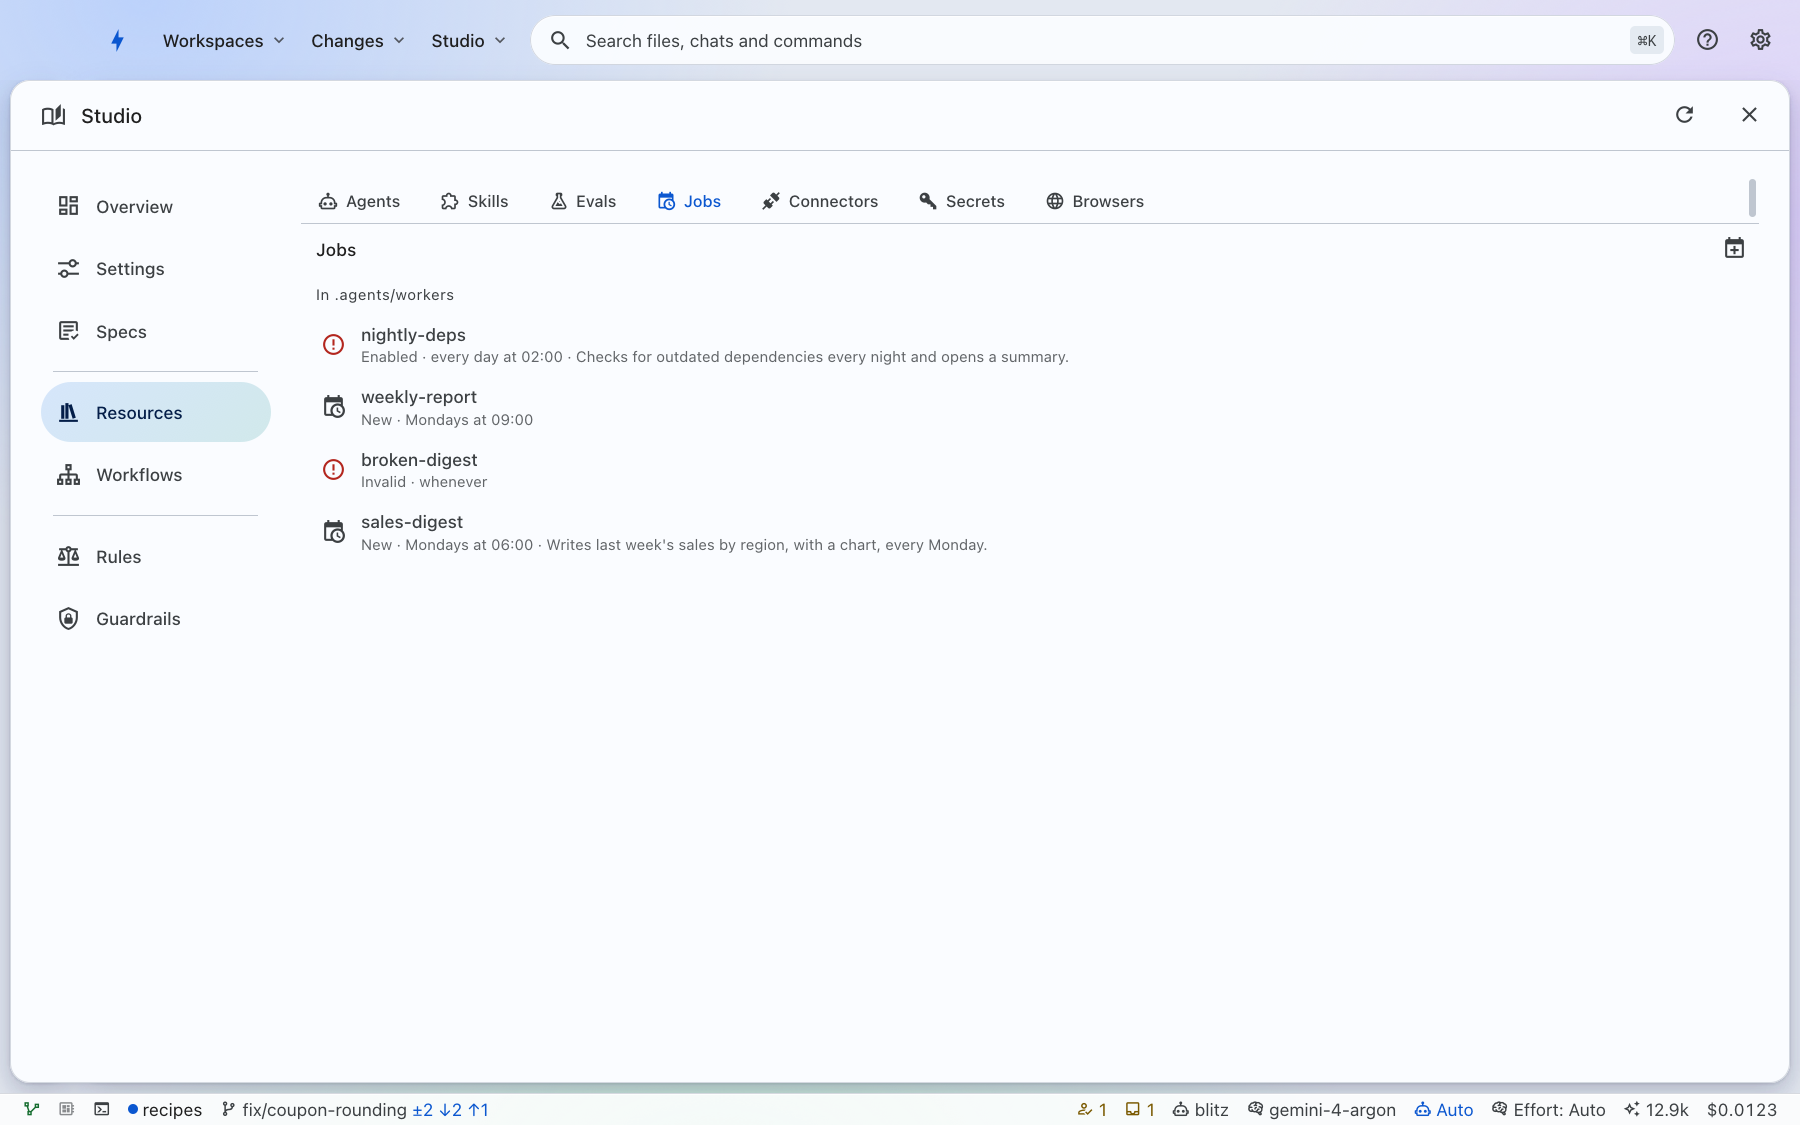 Workspaces Changes Studio Search files, chats and commands ⌘K
Studio
Overview
Settings
Specs
Resources
Workflows
Rules
Guardrails
Agents Skills Evals Jobs Connectors Secrets Browsers
Jobs
In .agents/workers
nightly-deps
Enabled · every day at 02:00 · Checks for outdated dependencies every night and opens a summary.
weekly-report
New · Mondays at 09:00
broken-digest
Invalid · whenever
sales-digest
New · Mondays at 06:00 · Writes last week's sales by region, with a chart, every Monday.
recipes fix/coupon-rounding ±2 ↓2 ↑1 1 1 blitz gemini-4-argon Auto Effort: Auto 12.9k $0.0123